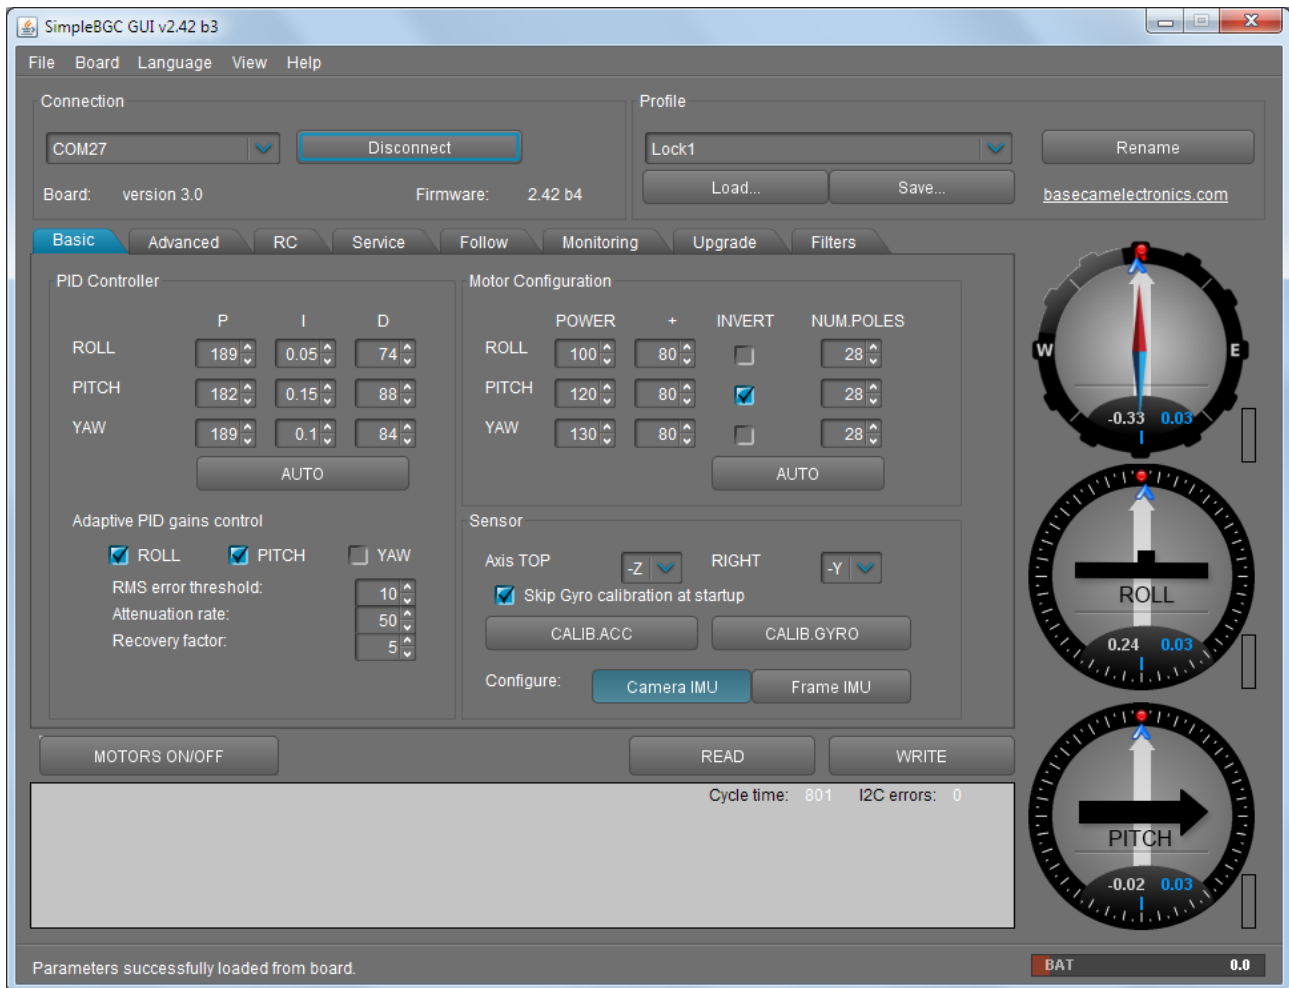 SimpleBGC GUI v2.42 b3
File Board Language View Help
Connection
COM27 Disconnect
Board: version 3.0 Firmware: 2.42 b4
Profile
Lock1 Rename
Load... Save... basecamelectronics.com
Basic Advanced RC Service Follow Monitoring Upgrade Filters
PID Controller
P I D
ROLL 189 0.05 74
PITCH 182 0.15 88
YAW 189 0.1 84
AUTO
Adaptive PID gains control
ROLL PITCH YAW
RMS error threshold: 10
Attenuation rate: 50
Recovery factor: 5
Motor Configuration
POWER + INVERT NUM.POLES
ROLL 100 80 28
PITCH 120 80 28
YAW 130 80 28
AUTO
Sensor
Axis TOP -Z RIGHT -Y
Skip Gyro calibration at startup
CALIB.ACC CALIB.GYRO
Configure: Camera IMU Frame IMU
W E
-0.33 0.03
ROLL
0.24 0.03
PITCH
-0.02 0.03
MOTORS ON/OFF READ WRITE
Cycle time: 801 I2C errors: 0
Parameters successfully loaded from board.
BAT 0.0